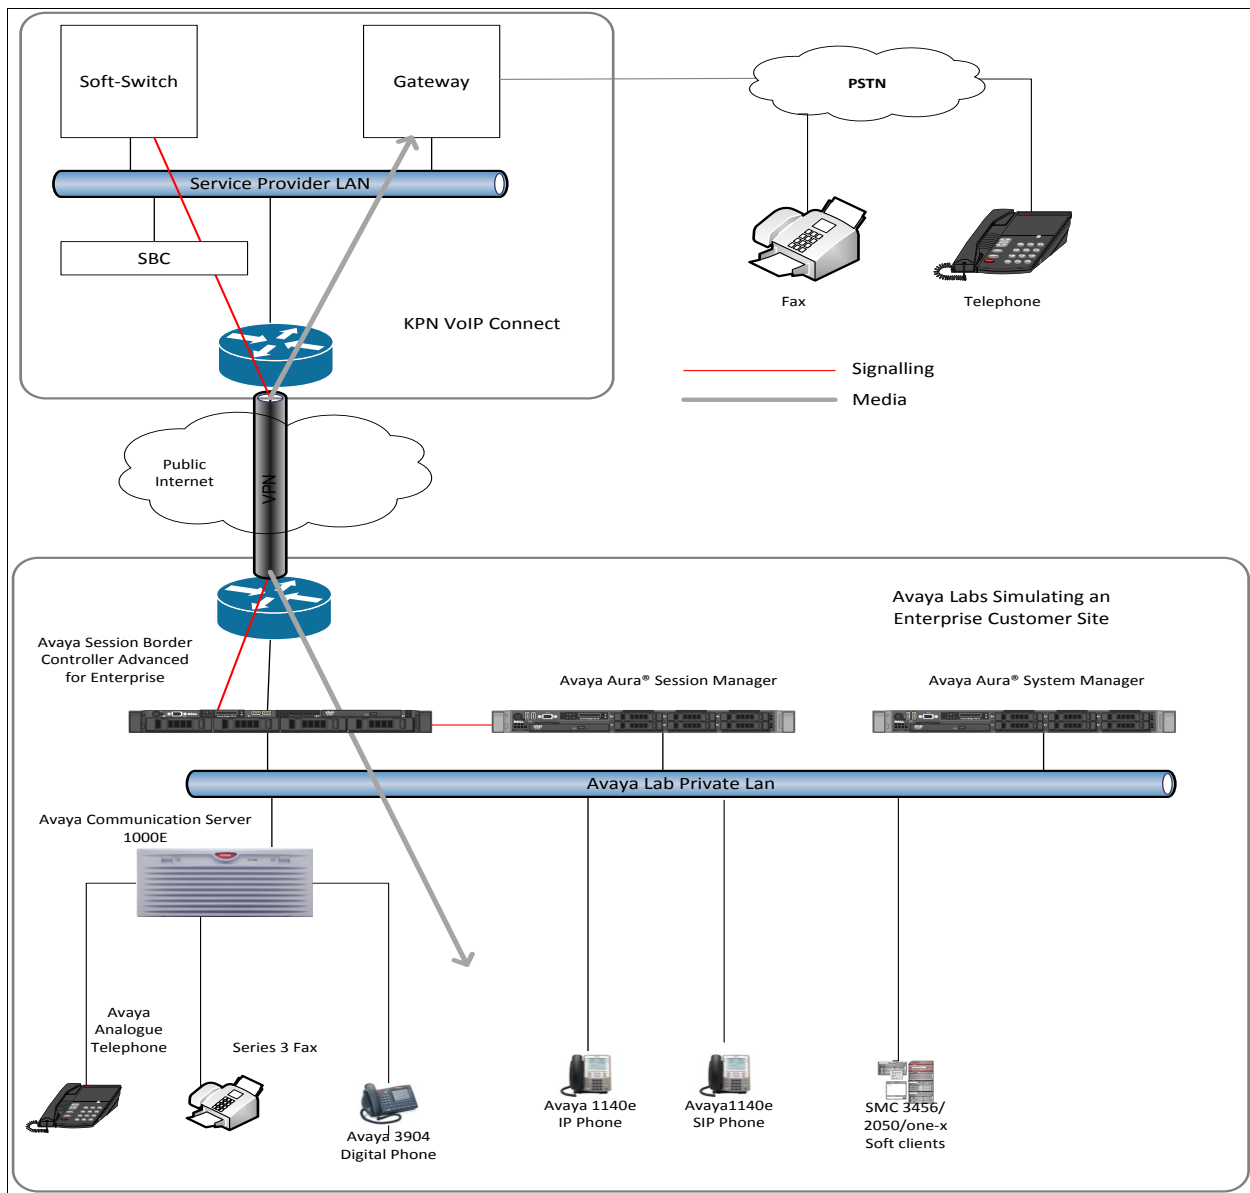 Soft-Switch
Gateway
PSTN
Service Provider LAN
SBC
Fax
Telephone
KPN VoIP Connect
Signalling
Media
Public
Internet
VPN
Avaya Labs Simulating an
Enterprise Customer Site
Avaya Session Border
Controller Advanced
for Enterprise
Avaya Aura® Session Manager
Avaya Aura® System Manager
Avaya Lab Private Lan
Avaya Communication Server
1000E
Avaya
Analogue
Telephone
Series 3 Fax
Avaya 3904
Digital Phone
Avaya 1140e
IP Phone
Avaya1140e
SIP Phone
SMC 3456/
2050/one-x
Soft clients